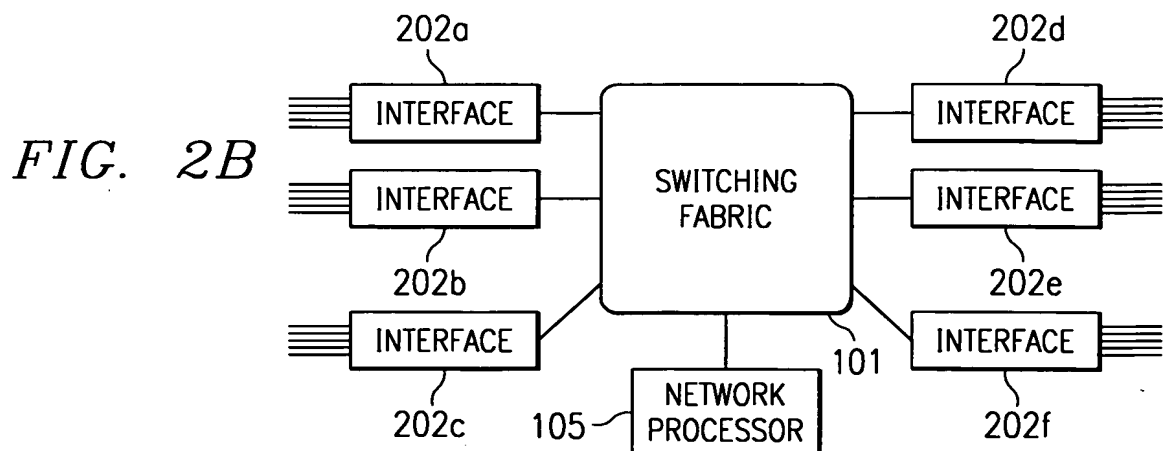 202a
202d
INTERFACE
INTERFACE
FIG. 2B
SWITCHING
FABRIC
INTERFACE
INTERFACE
202b
202e
INTERFACE
101
INTERFACE
NETWORK
PROCESSOR
202c
105
202f